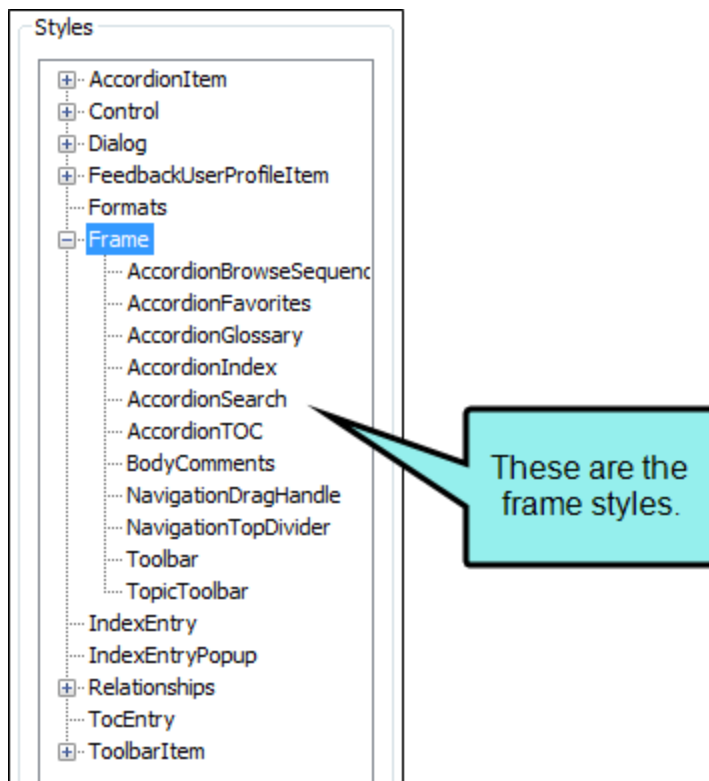 Styles
AccordionItem
Control
Dialog
FeedbackUserProfileItem
Formats
Frame
AccordionBrowseSequenc
AccordionFavorites
AccordionGlossary
AccordionIndex
AccordionSearch
AccordionTOC
BodyComments
NavigationDragHandle
NavigationTopDivider
Toolbar
TopicToolbar
IndexEntry
IndexEntryPopup
Relationships
TocEntry
ToolbarItem
These are the
frame styles.